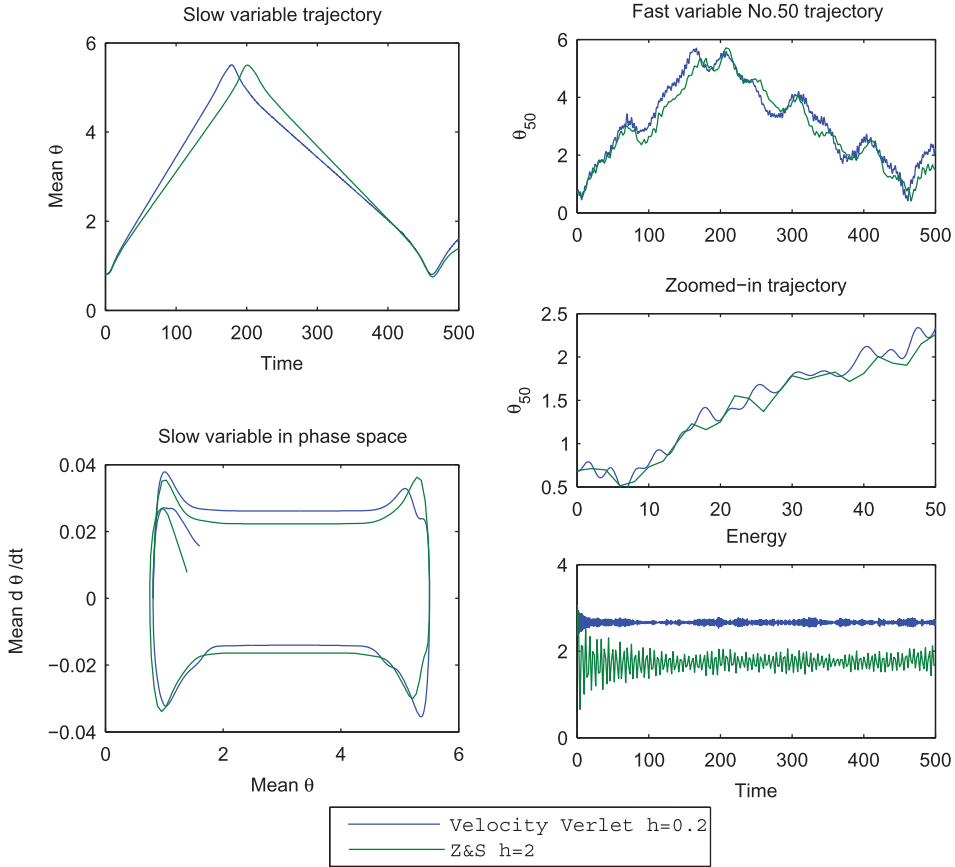 Slow variable trajectory
6
4
2
0
Mean θ
0 100 200 300 400 500
Time
Fast variable No.50 trajectory
6
4
2
0
θ50
0 100 200 300 400 500
Zoomed−in trajectory
2.5
2
1.5
1
0.5
θ50
0 10 20 30 40 50
Slow variable in phase space
0.04
0.02
0
−0.02
−0.04
Mean d θ /dt
0 2 4 6
Mean θ
Energy
4
2
0
0 100 200 300 400 500
Time
Velocity Verlet h=0.2
Z&S h=2